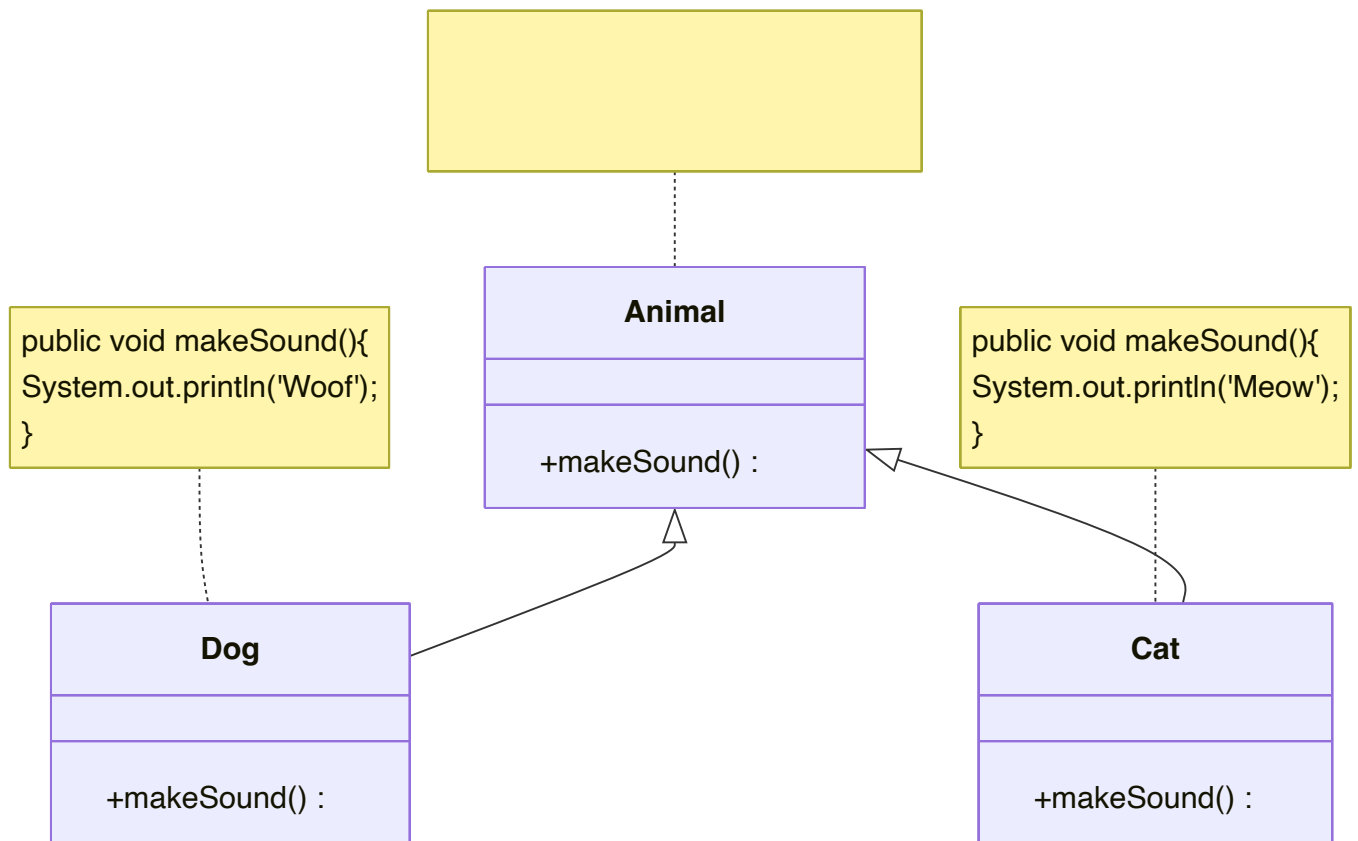 Animal
+makeSound() :
public void makeSound(){
System.out.println('Woof');
}
public void makeSound(){
System.out.println('Meow');
}
Dog
+makeSound() :
Cat
+makeSound() :